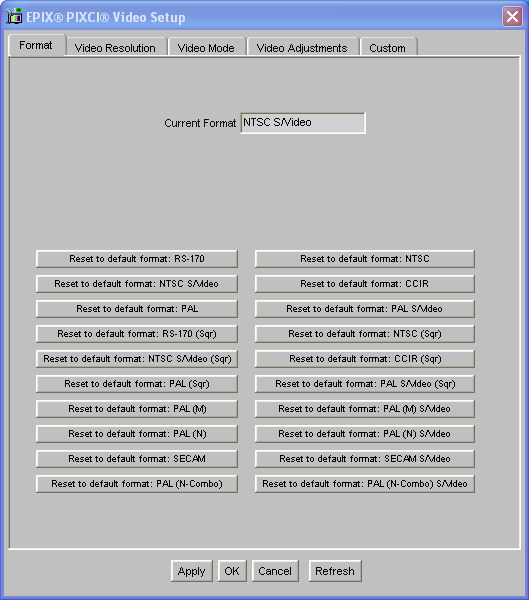 EPIX® PIXCI® Video Setup
Format Video Resolution Video Mode Video Adjustments Custom
Current Format NTSC S/Video
Reset to default format: RS-170 Reset to default format: NTSC
Reset to default format: NTSC S/Video Reset to default format: CCIR
Reset to default format: PAL Reset to default format: PAL S/Video
Reset to default format: RS-170 (Sqr) Reset to default format: NTSC (Sqr)
Reset to default format: NTSC S/Video (Sqr) Reset to default format: CCIR (Sqr)
Reset to default format: PAL (Sqr) Reset to default format: PAL S/Video (Sqr)
Reset to default format: PAL (M) Reset to default format: PAL (M) S/Video
Reset to default format: PAL (N) Reset to default format: PAL (N) S/Video
Reset to default format: SECAM Reset to default format: SECAM S/Video
Reset to default format: PAL (N-Combo) Reset to default format: PAL (N-Combo) S/Video
Apply OK Cancel Refresh